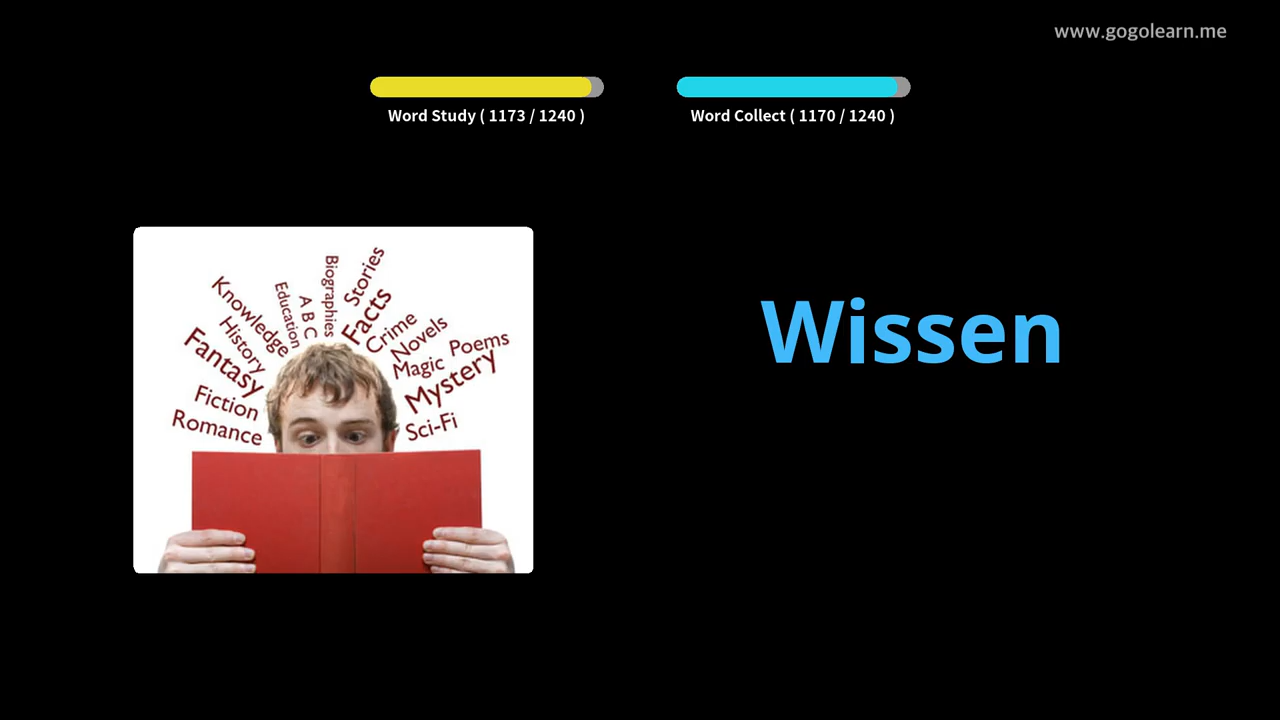 www.gogolearn.me
Word Study ( 1173 / 1240 )
Word Collect ( 1170 / 1240 )
Wissen
Stories
Biographies
Facts
A B C
Education
Knowledge
Crime
History
Novels
Poems
Fantasy
Magic
Mystery
Fiction
Sci-Fi
Romance